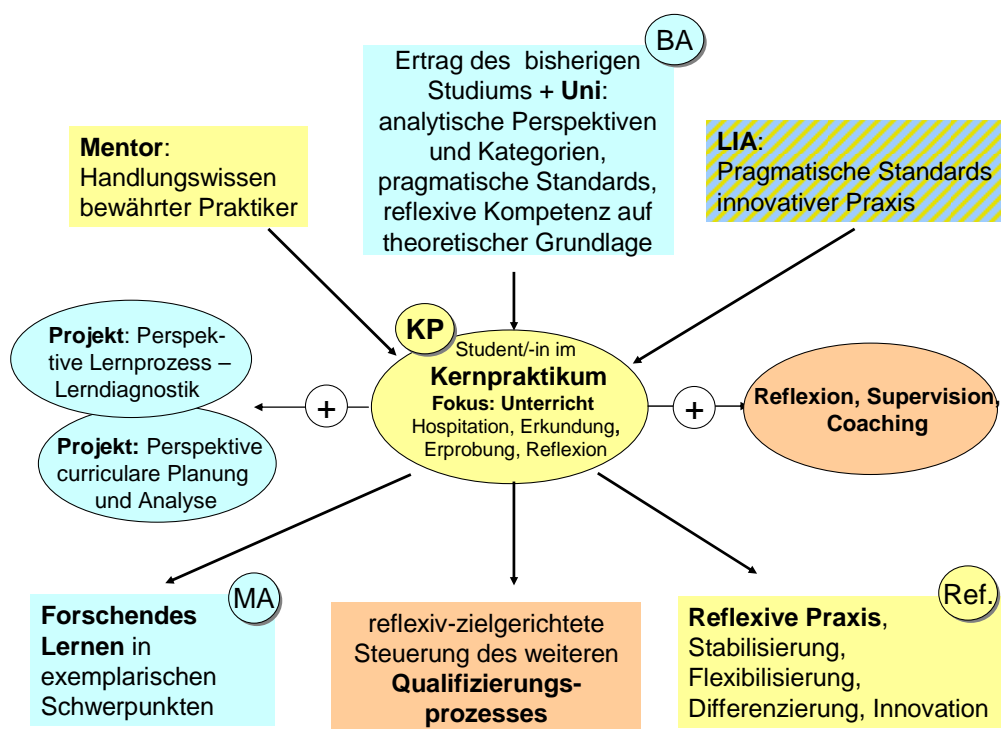 BA
Ertrag des bisherigen
Studiums + Uni:
analytische Perspektiven
und Kategorien,
pragmatische Standards,
reflexive Kompetenz auf
theoretischer Grundlage
Mentor:
Handlungswissen
bewährter Praktiker
LIA:
Pragmatische Standards
innovativer Praxis
KP
Student/-in im
Kernpraktikum
Fokus: Unterricht
Hospitation, Erkundung,
Erprobung, Reflexion
Projekt: Perspek-
tive Lernprozess –
Lerndiagnostik
Projekt: Perspektive
curriculare Planung
und Analyse
+
+
Reflexion, Supervision,
Coaching
MA
Forschendes
Lernen in
exemplarischen
Schwerpunkten
reflexiv-zielgerichtete
Steuerung des weiteren
Qualifizierungs-
prozesses
Ref.
Reflexive Praxis,
Stabilisierung,
Flexibilisierung,
Differenzierung, Innovation